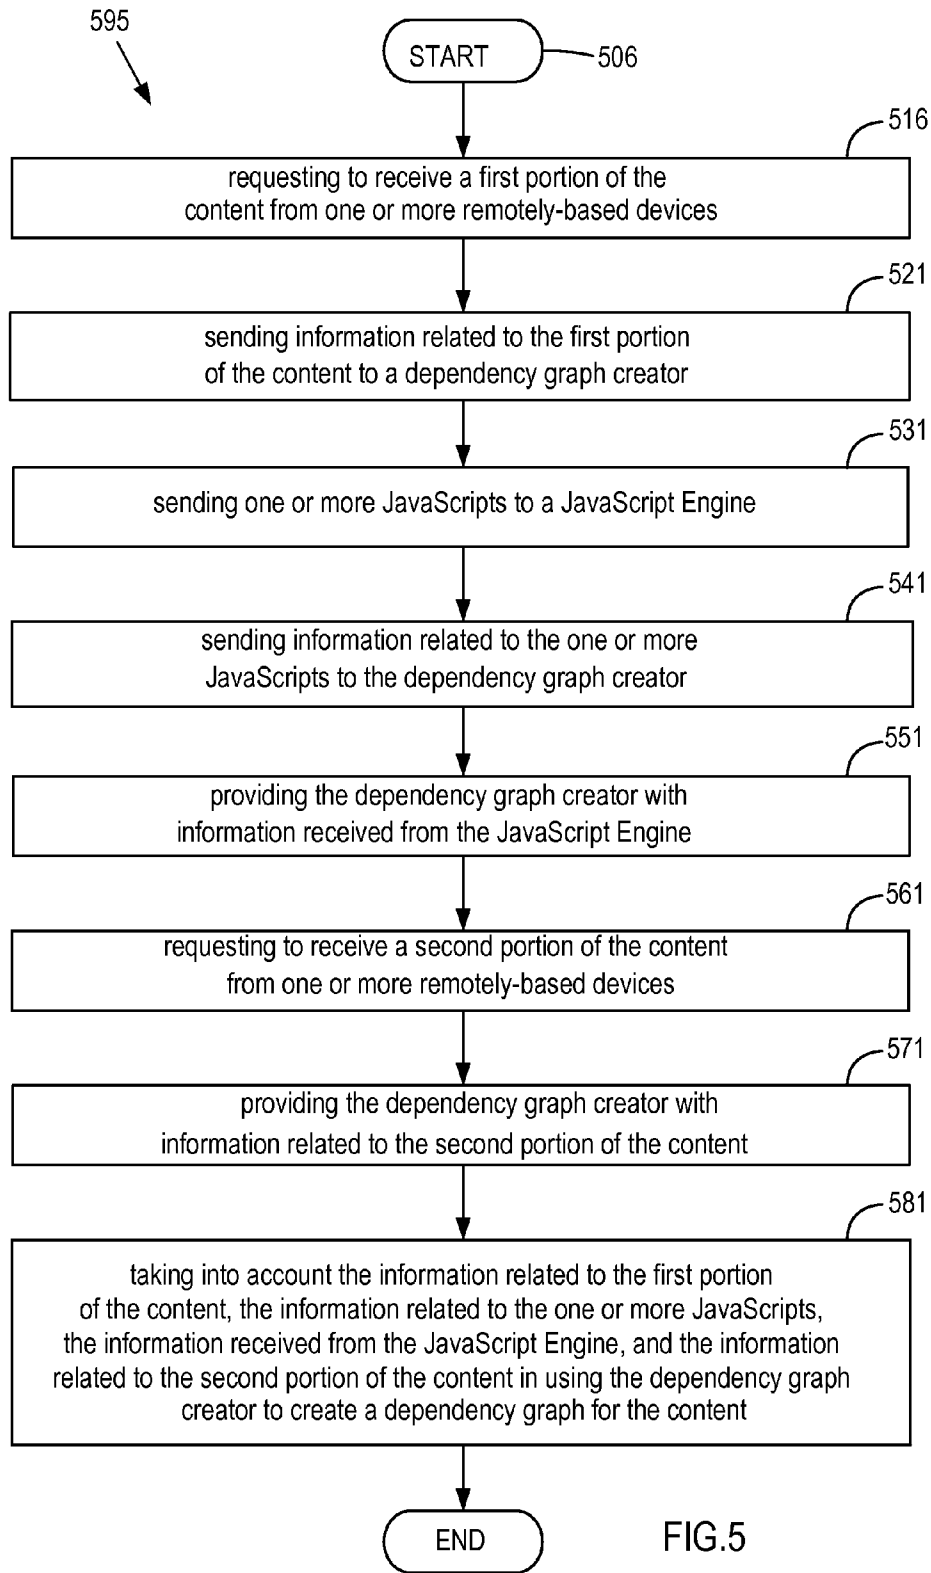 595
START
506
516
requesting to receive a first portion of the
content from one or more remotely-based devices
521
sending information related to the first portion
of the content to a dependency graph creator
531
sending one or more JavaScripts to a JavaScript Engine
541
sending information related to the one or more
JavaScripts to the dependency graph creator
551
providing the dependency graph creator with
information received from the JavaScript Engine
561
requesting to receive a second portion of the content
from one or more remotely-based devices
571
providing the dependency graph creator with
information related to the second portion of the content
581
taking into account the information related to the first portion
of the content, the information related to the one or more JavaScripts,
the information received from the JavaScript Engine, and the information
related to the second portion of the content in using the dependency graph
creator to create a dependency graph for the content
END
FIG.5